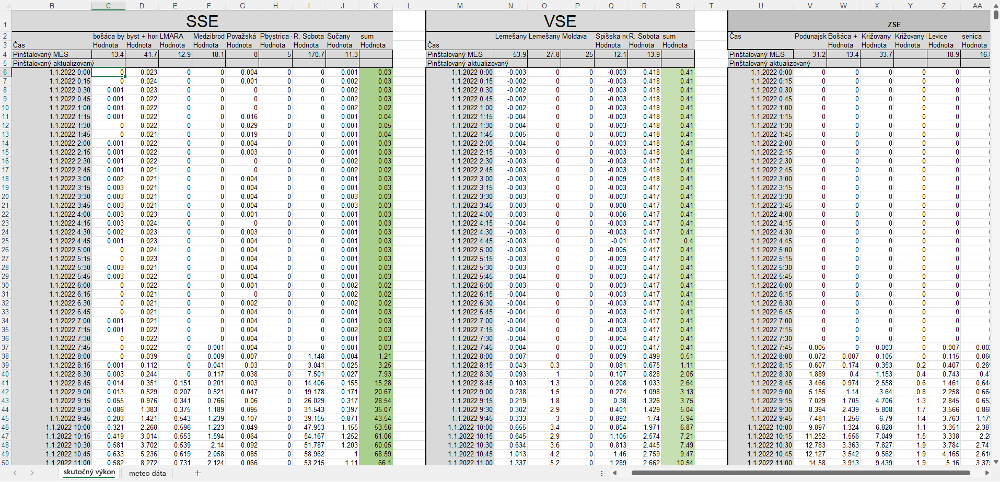 B C D E F G H I J K L M N O P Q R S T U V W X Y Z AA
1 SSE VSE ZSE
2 bošáca by byst + hor LMARA Medzibrod Považská Pbystrica R. Sobota Sučany sum Lemešany Lemešany Moldava Spišska R. Sobota sum Čas Podunajsk Bošáca + Križovany Križovany Levice senica
3 Čas Hodnota Hodnota Hodnota Hodnota Hodnota Hodnota Hodnota Hodnota Hodnota Čas Hodnota Hodnota Hodnota Hodnota Hodnota Hodnota Hodnota Hodnota
4 Pinštalovaný MES 13.4 41.7 12.9 18.1 0 5 170.7 11.3 Pinštalovaný MES 53.9 27.8 25 12.1 13.9 Pinštalovaný MES 31.2 13.4 33.7 18.9
5 Pinštalovaný aktualizovaný Pinštalovaný aktualizovaný Pinštalovaný aktualizovaný
6 1.1.2022 0:00 0 0.023 0 0 0.004 0 0 0.001 0.03 1.1.2022 0:00 -0.003 0 0 -0.003 0.418 0.41 1.1.2022 0:00 0 0 0 0 0
7 1.1.2022 0:15 0 0.024 0 0 0.001 0 0 0.002 0.03 1.1.2022 0:15 -0.002 0 0 -0.003 0.418 0.41 1.1.2022 0:15 0 0 0 0 0
8 1.1.2022 0:30 0.001 0.023 0 0 0 0 0 0.002 0.03 1.1.2022 0:30 -0.002 0 0 -0.003 0.418 0.41 1.1.2022 0:30 0 0 0 0 0
9 1.1.2022 0:45 0.001 0.022 0 0 0 0 0 0.002 0.03 1.1.2022 0:45 -0.002 0 0 -0.003 0.418 0.41 1.1.2022 0:45 0 0 0 0 0
10 1.1.2022 1:00 0.001 0.022 0 0 0 0 0 0.002 0.02 1.1.2022 1:00 -0.002 0 0 -0.003 0.418 0.41 1.1.2022 1:00 0 0 0 0 0
11 1.1.2022 1:15 0.001 0.022 0 0 0.016 0 0 0.001 0.04 1.1.2022 1:15 -0.004 0 0 -0.003 0.418 0.41 1.1.2022 1:15 0 0 0 0 0
12 1.1.2022 1:30 0 0.022 0 0 0.029 0 0 0.001 0.05 1.1.2022 1:30 -0.004 0 0 -0.003 0.418 0.41 1.1.2022 1:30 0 0 0 0 0
13 1.1.2022 1:45 0 0.021 0 0 0.019 0 0 0.001 0.04 1.1.2022 1:45 -0.005 0 0 -0.003 0.418 0.41 1.1.2022 1:45 0 0 0 0 0
14 1.1.2022 2:00 0.001 0.022 0 0 0.004 0 0 0.001 0.03 1.1.2022 2:00 -0.004 0 0 -0.003 0.418 0.41 1.1.2022 2:00 0 0 0 0 0
15 1.1.2022 2:15 0.001 0.022 0 0 0.003 0 0 0.001 0.03 1.1.2022 2:15 -0.003 0 0 -0.003 0.418 0.41 1.1.2022 2:15 0 0 0 0 0
16 1.1.2022 2:30 0.001 0.022 0 0 0 0 0 0.002 0.03 1.1.2022 2:30 -0.003 0 0 -0.003 0.417 0.41 1.1.2022 2:30 0 0 0 0 0
17 1.1.2022 2:45 0.001 0.021 0 0 0 0 0 0.002 0.02 1.1.2022 2:45 -0.003 0 0 -0.003 0.418 0.41 1.1.2022 2:45 0 0 0 0 0
18 1.1.2022 3:00 0.002 0.021 0 0 0.004 0 0 0.001 0.03 1.1.2022 3:00 -0.003 0 0 -0.009 0.418 0.41 1.1.2022 3:00 0 0 0 0 0
19 1.1.2022 3:15 0.003 0.021 0 0 0.004 0 0 0.001 0.03 1.1.2022 3:15 -0.003 0 0 -0.003 0.417 0.41 1.1.2022 3:15 0 0 0 0 0
20 1.1.2022 3:30 0.003 0.021 0 0 0.004 0 0 0.003 0.03 1.1.2022 3:30 -0.003 0 0 -0.003 0.417 0.41 1.1.2022 3:30 0 0 0 0 0
21 1.1.2022 3:45 0.003 0.021 0 0 0.004 0 0 0.003 0.03 1.1.2022 3:45 -0.003 0 0 -0.008 0.417 0.41 1.1.2022 3:45 0 0 0 0 0
22 1.1.2022 4:00 0.003 0.023 0 0 0.001 0 0 0.001 0.03 1.1.2022 4:00 -0.003 0 0 -0.006 0.417 0.41 1.1.2022 4:00 0 0 0 0 0
23 1.1.2022 4:15 0.003 0.024 0 0 0 0 0 0.001 0.03 1.1.2022 4:15 -0.004 0 0 -0.003 0.417 0.41 1.1.2022 4:15 0 0 0 0 0
24 1.1.2022 4:30 0.002 0.023 0 0 0.003 0 0 0.001 0.03 1.1.2022 4:30 -0.003 0 0 -0.003 0.417 0.41 1.1.2022 4:30 0 0 0 0 0
25 1.1.2022 4:45 0.001 0.023 0 0 0.004 0 0 0.001 0.03 1.1.2022 4:45 -0.003 0 0 -0.01 0.417 0.4 1.1.2022 4:45 0 0 0 0 0
26 1.1.2022 5:00 0 0.024 0 0 0.004 0 0 0.001 0.03 1.1.2022 5:00 -0.003 0 0 -0.005 0.417 0.41 1.1.2022 5:00 0 0 0 0 0
27 1.1.2022 5:15 0 0.023 0 0 0.004 0 0 0.001 0.03 1.1.2022 5:15 -0.003 0 0 -0.003 0.417 0.41 1.1.2022 5:15 0 0 0 0 0
28 1.1.2022 5:30 0.003 0.021 0 0 0.004 0 0 0.001 0.03 1.1.2022 5:30 -0.003 0 0 -0.003 0.417 0.41 1.1.2022 5:30 0 0 0 0 0
29 1.1.2022 5:45 0.003 0.022 0 0 0.004 0 0 0.001 0.03 1.1.2022 5:45 -0.004 0 0 -0.003 0.417 0.41 1.1.2022 5:45 0 0 0 0 0
30 1.1.2022 6:00 0 0.022 0 0 0.001 0 0 0.002 0.02 1.1.2022 6:00 -0.003 0 0 -0.003 0.417 0.41 1.1.2022 6:00 0 0 0 0 0
31 1.1.2022 6:15 0 0.021 0 0 0 0 0 0.002 0.02 1.1.2022 6:15 -0.004 0 0 -0.003 0.417 0.41 1.1.2022 6:15 0 0 0 0 0
32 1.1.2022 6:30 0 0.021 0 0 0.002 0 0 0.002 0.02 1.1.2022 6:30 -0.004 0 0 -0.003 0.417 0.41 1.1.2022 6:30 0 0 0 0 0
33 1.1.2022 6:45 0 0.021 0 0 0.004 0 0 0.001 0.03 1.1.2022 6:45 -0.004 0 0 -0.003 0.417 0.41 1.1.2022 6:45 0 0 0 0 0
34 1.1.2022 7:00 0.001 0.021 0 0 0.004 0 0 0.001 0.03 1.1.2022 7:00 -0.004 0 0 -0.003 0.417 0.41 1.1.2022 7:00 0 0 0 0 0
35 1.1.2022 7:15 0.001 0.022 0 0 0.004 0 0 0.002 0.03 1.1.2022 7:15 -0.004 0 0 -0.003 0.417 0.41 1.1.2022 7:15 0 0 0 0 0
36 1.1.2022 7:30 0 0.022 0 0 0.004 0 0 0.001 0.03 1.1.2022 7:30 -0.004 0 0 -0.004 0.417 0.41 1.1.2022 7:30 0 0 0 0 0
37 1.1.2022 7:45 0 0.022 0 0.001 0.004 0 0 0.001 0.03 1.1.2022 7:45 -0.004 0 0 -0.003 0.417 0.41 1.1.2022 7:45 0.005 0 0.003 0 0.007
38 1.1.2022 8:00 0 0.039 0 0.009 0.007 0 1.148 0.004 1.21 1.1.2022 8:00 0.007 0 0 0.009 0.499 0.51 1.1.2022 8:00 0.072 0.007 0.105 0 0.115
39 1.1.2022 8:15 0.001 0.112 0 0.041 0.03 0 3.041 0.025 3.25 1.1.2022 8:15 0.043 0.3 0 0.081 0.675 1.11 1.1.2022 8:15 0.607 0.174 0.353 0.2 0.407
40 1.1.2022 8:30 0.003 0.244 0 0.117 0.038 0 7.501 0.027 7.93 1.1.2022 8:30 0.093 1 0 0.107 0.828 2.05 1.1.2022 8:30 1.889 0.4 1.153 0.4 0.743
41 1.1.2022 8:45 0.014 0.351 0.151 0.201 0.003 0 14.406 0.155 15.28 1.1.2022 8:45 0.103 1.3 0 0.208 1.033 2.64 1.1.2022 8:45 3.466 0.974 2.558 0.6 1.461
42 1.1.2022 9:00 0.013 0.529 0.207 0.521 0.047 0 19.178 0.171 20.67 1.1.2022 9:00 0.238 1.5 0 0.274 1.098 3.13 1.1.2022 9:00 5.155 1.14 3.64 0.8 2.258
43 1.1.2022 9:15 0.055 0.976 0.341 0.766 0.06 0 26.029 0.317 28.54 1.1.2022 9:15 0.219 1.8 0 0.38 1.326 3.75 1.1.2022 9:15 7.029 1.705 4.706 1.3 2.845
44 1.1.2022 9:30 0.086 1.383 0.375 1.189 0.095 0 31.543 0.397 35.07 1.1.2022 9:30 0.302 2.9 0 0.401 1.429 5.04 1.1.2022 9:30 8.394 2.439 5.808 1.7 3.566
45 1.1.2022 9:45 0.203 1.421 0.543 1.239 0.107 0 39.155 0.871 43.54 1.1.2022 9:45 0.333 3 0 0.892 1.74 5.94 1.1.2022 9:45 7.481 1.256 6.79 1.4 3.763
46 1.1.2022 10:00 0.321 2.268 0.596 1.223 0.049 0 47.953 1.155 53.56 1.1.2022 10:00 0.655 3.4 0 0.854 1.971 6.87 1.1.2022 10:00 9.897 1.324 6.828 1.1 3.351
47 1.1.2022 10:15 0.419 3.014 0.553 1.594 0.064 0 54.167 1.252 61.06 1.1.2022 10:15 0.645 2.9 0 1.105 2.574 7.21 1.1.2022 10:15 11.252 1.556 7.049 1.5 3.338
48 1.1.2022 10:30 0.581 3.702 0.539 2.14 0.092 0 51.787 1.203 60.05 1.1.2022 10:30 0.634 3.6 0 0.813 2.445 7.49 1.1.2022 10:30 12.783 3.363 7.827 1.9 3.784
49 1.1.2022 10:45 0.633 5.236 0.619 2.058 0.085 0 58.962 1 68.59 1.1.2022 10:45 1.013 4.2 0 1.46 2.759 9.47 1.1.2022 10:45 12.127 3.542 9.562 1.9 4.165
50 1.1.2022 11:00 0.582 8.272 0.731 2.124 0.066 0 53.215 1.11 66.1 1.1.2022 11:00 1.337 5.2 0 1.289 2.662 10.54 1.1.2022 11:00 14.58 3.913 9.439 1.9 5.16
skutočný výkon meteo dáta